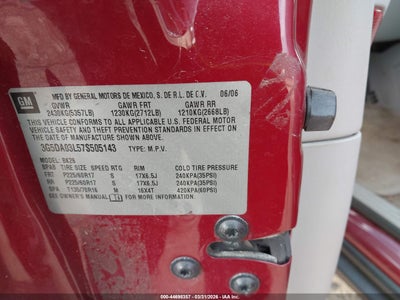 GM
MFD BY GENERAL MOTORS DE MEXICO, S. DE R.L. DE C.V. 06/06
GVWR GAWR FRT GAWR RR
2430KG(5357LB) 1230KG(2712LB) 1210KG(2668LB)
THIS VEHICLE CONFORMS TO ALL APPLICABLE U.S. FEDERAL MOTOR
VEHICLE SAFETY AND THEFT PREVENTION STANDARDS IN EFFECT ON THE
DATE OF MANUFACTURE SHOWN ABOVE.
3G5DA03L57S505143 TYPE: M.P.V.
MODEL: BK26
TIRE SIZE SPEED RTG RIM COLD TIRE PRESSURE
FRT P225/60R17 S 17X6.5J 240KPA(35PSI)
RR P225/60R17 S 17X6.5J 240KPA(35PSI)
SPA T135/70R16 M 16X4T 420KPA(60PSI)
SEE OWNER'S MANUAL FOR MORE INFORMATION.
© IAA - 44698357 - 03/31/2026 -